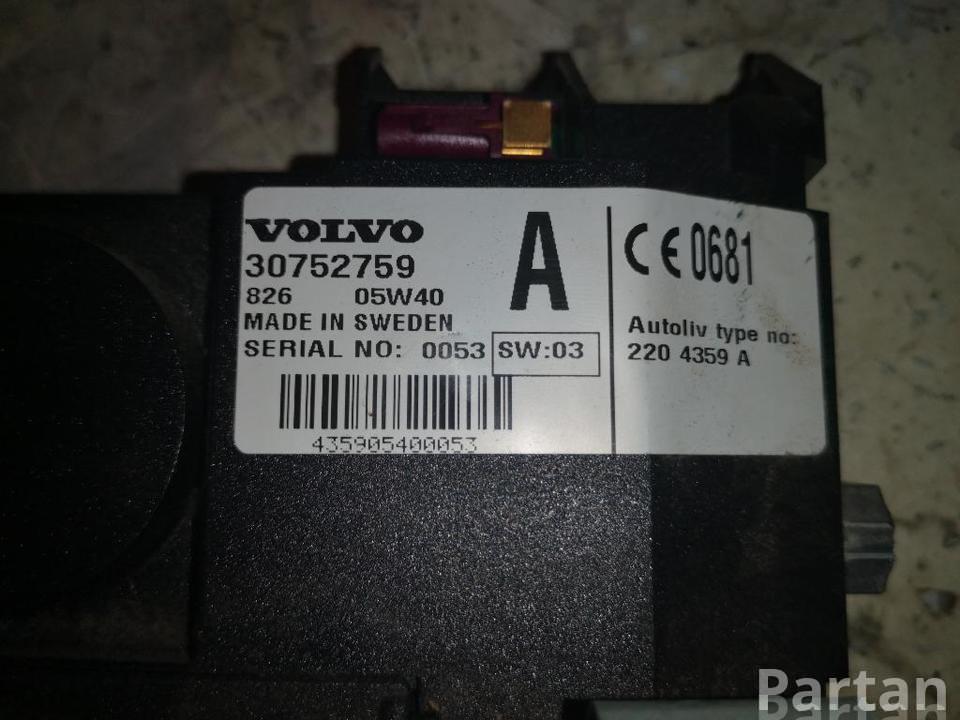 VOLVO
30752759
826 05W40
MADE IN SWEDEN
SERIAL NO: 0053 SW:03
435905400053
A
CE 0681
Autoliv type no:
220 4359 A
Partan
Partan